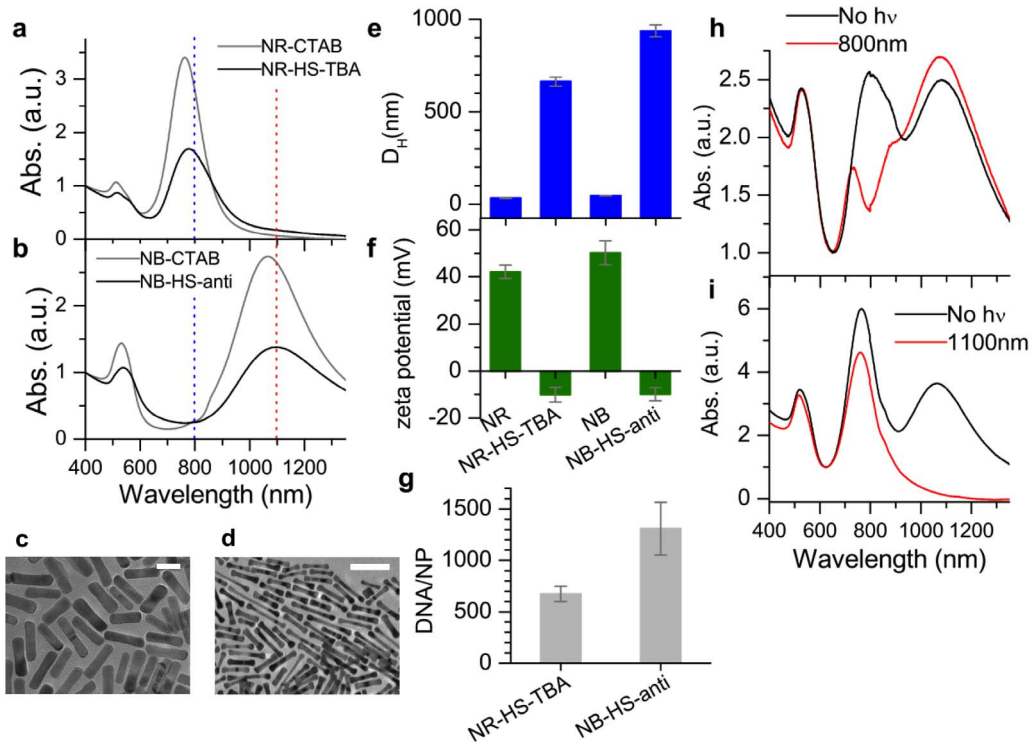 a
NR-CTAB
NR-HS-TBA
Abs. (a.u.)
3
2
1
0
b
NB-CTAB
NB-HS-anti
Abs. (a.u.)
2
1
0
400 600 800 1000 1200
Wavelength (nm)
c
d
e
D_H(nm)
1000
500
0
f
zeta potential (mV)
60
40
20
0
-20
NR
NR-HS-TBA
NB
NB-HS-anti
g
DNA/NP
1500
1000
500
0
NR-HS-TBA
NB-HS-anti
h
No hν
800nm
Abs. (a.u.)
2.5
2.0
1.5
1.0
i
No hν
1100nm
Abs. (a.u.)
6
4
2
0
400 600 800 1000 1200
Wavelength (nm)